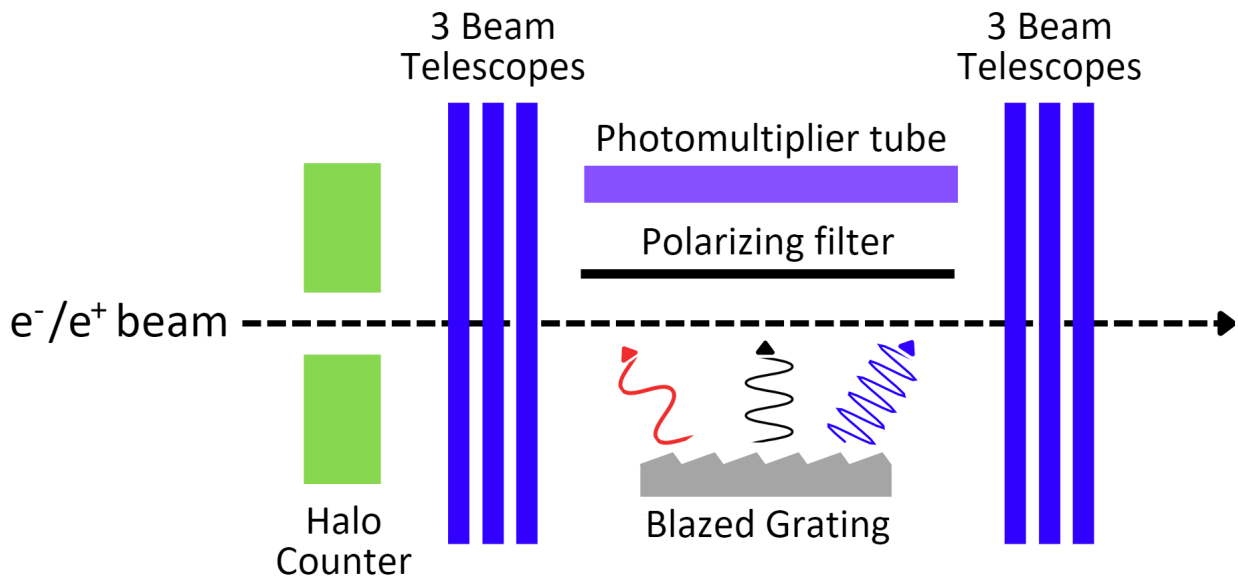 3 Beam
Telescopes
3 Beam
Telescopes
Photomultiplier tube
Polarizing filter
e⁻/e⁺ beam
Halo
Counter
Blazed Grating